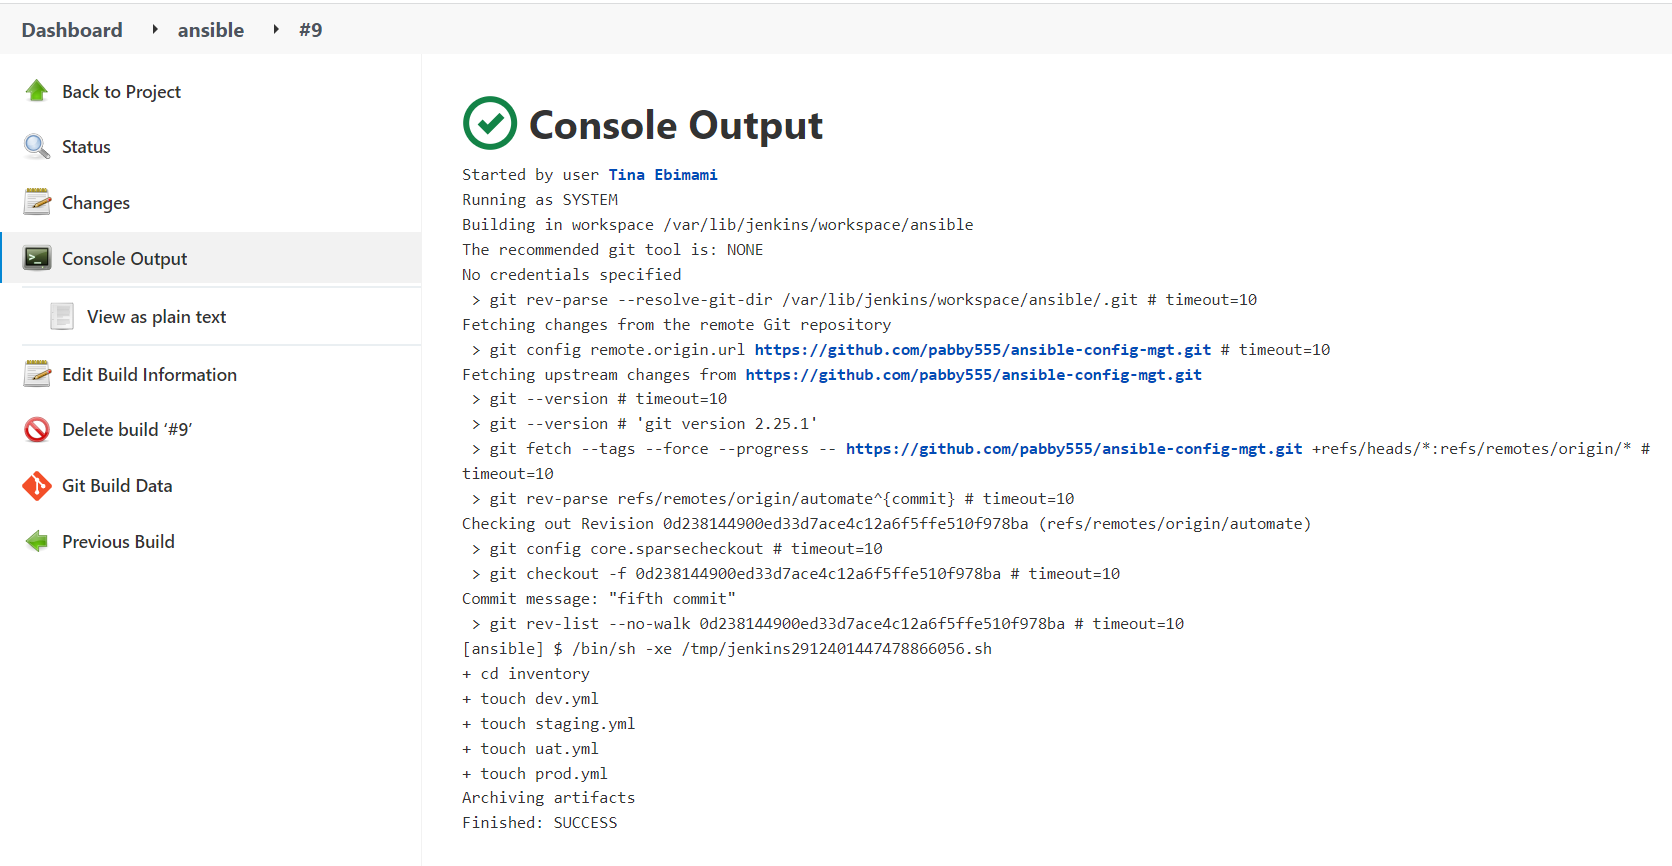 Dashboard ansible #9
Back to Project
Status
Changes
Console Output
View as plain text
Edit Build Information
Delete build ‘#9’
Git Build Data
Previous Build
Console Output
Started by user Tina Ebimami
Running as SYSTEM
Building in workspace /var/lib/jenkins/workspace/ansible
The recommended git tool is: NONE
No credentials specified
> git rev-parse --resolve-git-dir /var/lib/jenkins/workspace/ansible/.git # timeout=10
Fetching changes from the remote Git repository
> git config remote.origin.url https://github.com/pabby555/ansible-config-mgt.git # timeout=10
Fetching upstream changes from https://github.com/pabby555/ansible-config-mgt.git
> git --version # timeout=10
> git --version # 'git version 2.25.1'
> git fetch --tags --force --progress -- https://github.com/pabby555/ansible-config-mgt.git +refs/heads/*:refs/remotes/origin/* #
timeout=10
> git rev-parse refs/remotes/origin/automate^{commit} # timeout=10
Checking out Revision 0d238144900ed33d7ace4c12a6f5ffe510f978ba (refs/remotes/origin/automate)
> git config core.sparsecheckout # timeout=10
> git checkout -f 0d238144900ed33d7ace4c12a6f5ffe510f978ba # timeout=10
Commit message: "fifth commit"
> git rev-list --no-walk 0d238144900ed33d7ace4c12a6f5ffe510f978ba # timeout=10
[ansible] $ /bin/sh -xe /tmp/jenkins2912401447478866056.sh
+ cd inventory
+ touch dev.yml
+ touch staging.yml
+ touch uat.yml
+ touch prod.yml
Archiving artifacts
Finished: SUCCESS